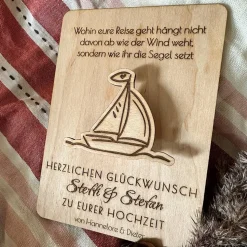 Wohin eure Reise geht hängt nicht
davon ab wie der Wind weht,
sondern wie ihr die Segel setzt
HERZLICHEN GLÜCKWUNSCH
Steffi & Stefan
ZU EURER HOCHZEIT
von Hannelore & Dieter